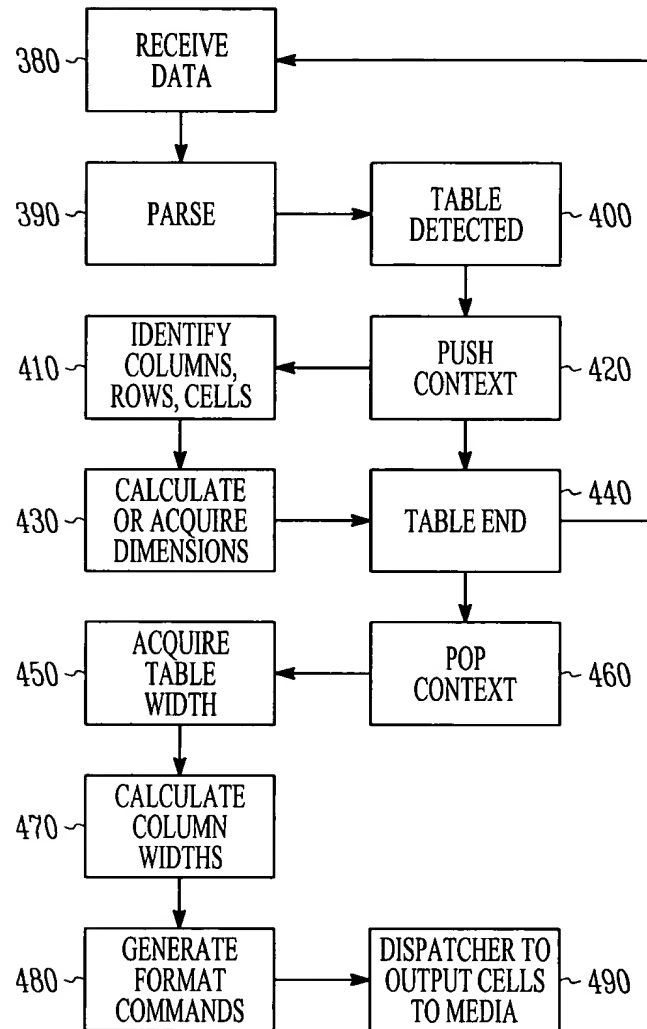 380
RECEIVE
DATA
390
PARSE
TABLE
DETECTED
400
410
IDENTIFY
COLUMNS,
ROWS, CELLS
PUSH
CONTEXT
420
430
CALCULATE
OR ACQUIRE
DIMENSIONS
TABLE END
440
450
ACQUIRE
TABLE
WIDTH
POP
CONTEXT
460
470
CALCULATE
COLUMN
WIDTHS
480
GENERATE
FORMAT
COMMANDS
DISPATCHER TO
OUTPUT CELLS
TO MEDIA
490